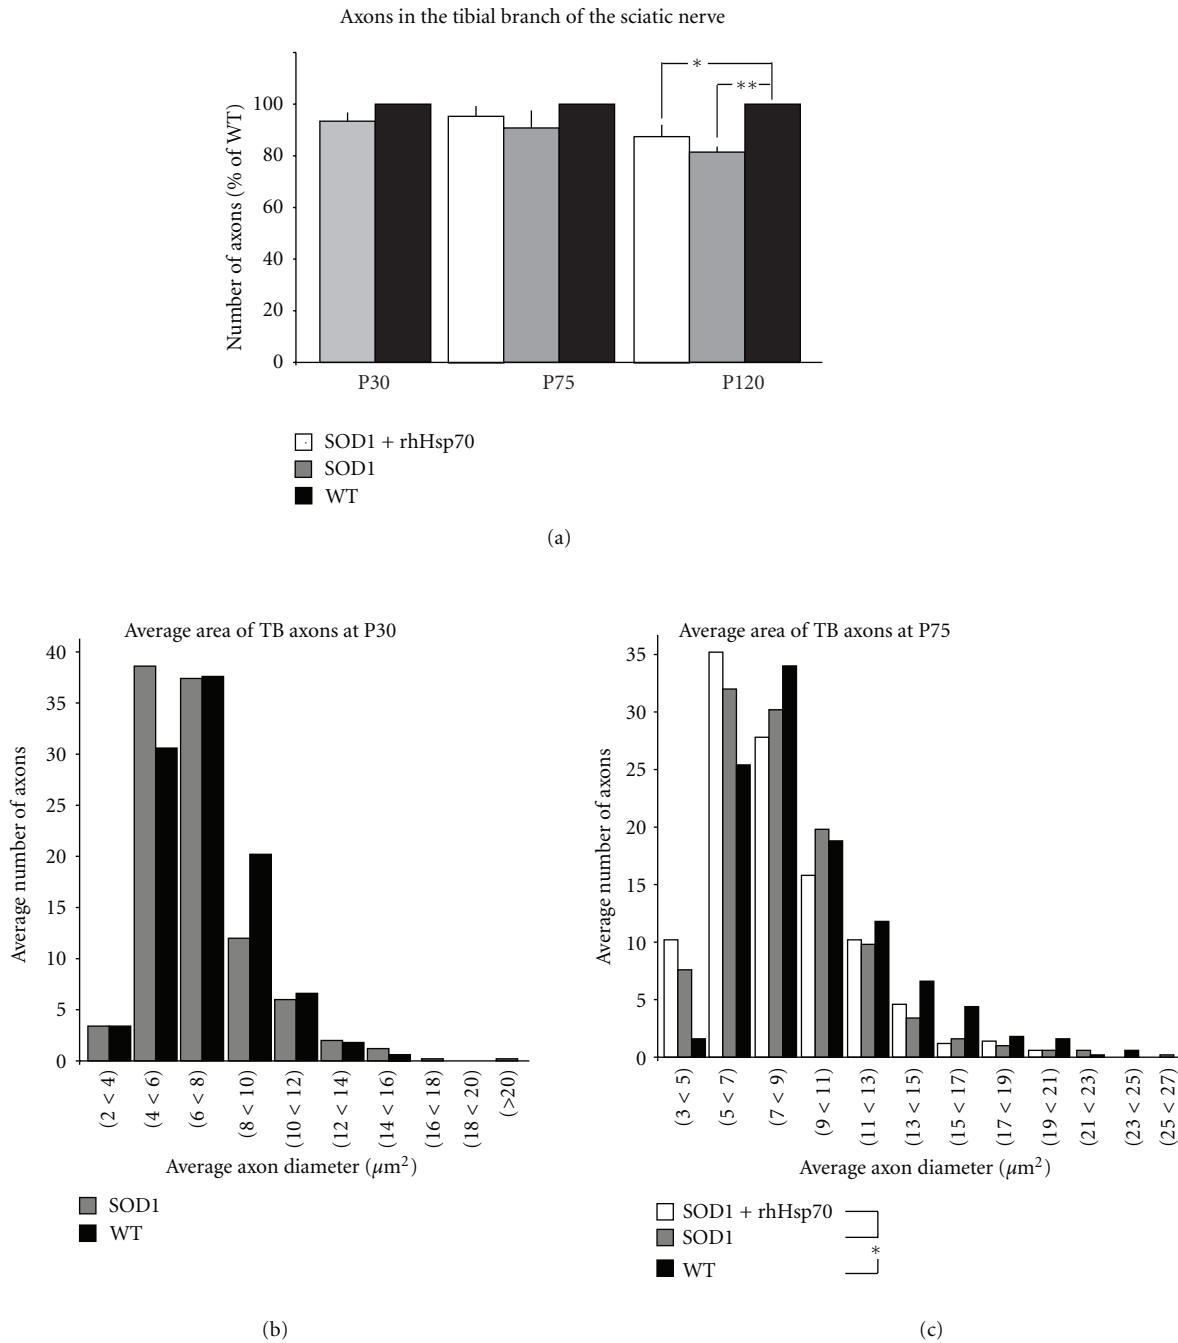 Axons in the tibial branch of the sciatic nerve
Number of axons (% of WT)
100
80
60
40
20
0
*
**
P30 P75 P120
SOD1 + rhHsp70
SOD1
WT
(a)
Average area of TB axons at P30
Average number of axons
40
35
30
25
20
15
10
5
0
(2 < 4) (4 < 6) (6 < 8) (8 < 10) (10 < 12) (12 < 14) (14 < 16) (16 < 18) (18 < 20) (>20)
Average axon diameter (μm²)
SOD1
WT
(b)
Average area of TB axons at P75
Average number of axons
35
30
25
20
15
10
5
0
(3 < 5) (5 < 7) (7 < 9) (9 < 11) (11 < 13) (13 < 15) (15 < 17) (17 < 19) (19 < 21) (21 < 23) (23 < 25) (25 < 27)
Average axon diameter (μm²)
SOD1 + rhHsp70
SOD1
*
WT
(c)